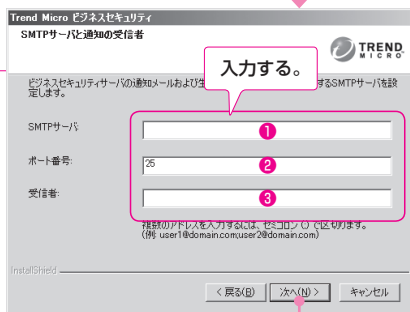 Trend Micro ビジネスセキュリティ
SMTPサーバと通知の受信者
TREND
MICRO
入力する。
ビジネスセキュリティサーバの通知メールおよび生
するSMTPサーバを設
定します。
SMTPサーバ:
❶
ポート番号:
25
❷
受信者:
❸
複数のアドレスを入力するには、セミコロン (;) で区切ります。
(例: user1@domain.com;user2@domain.com)
InstallShield
< 戻る(B)
次へ(N) >
キャンセル